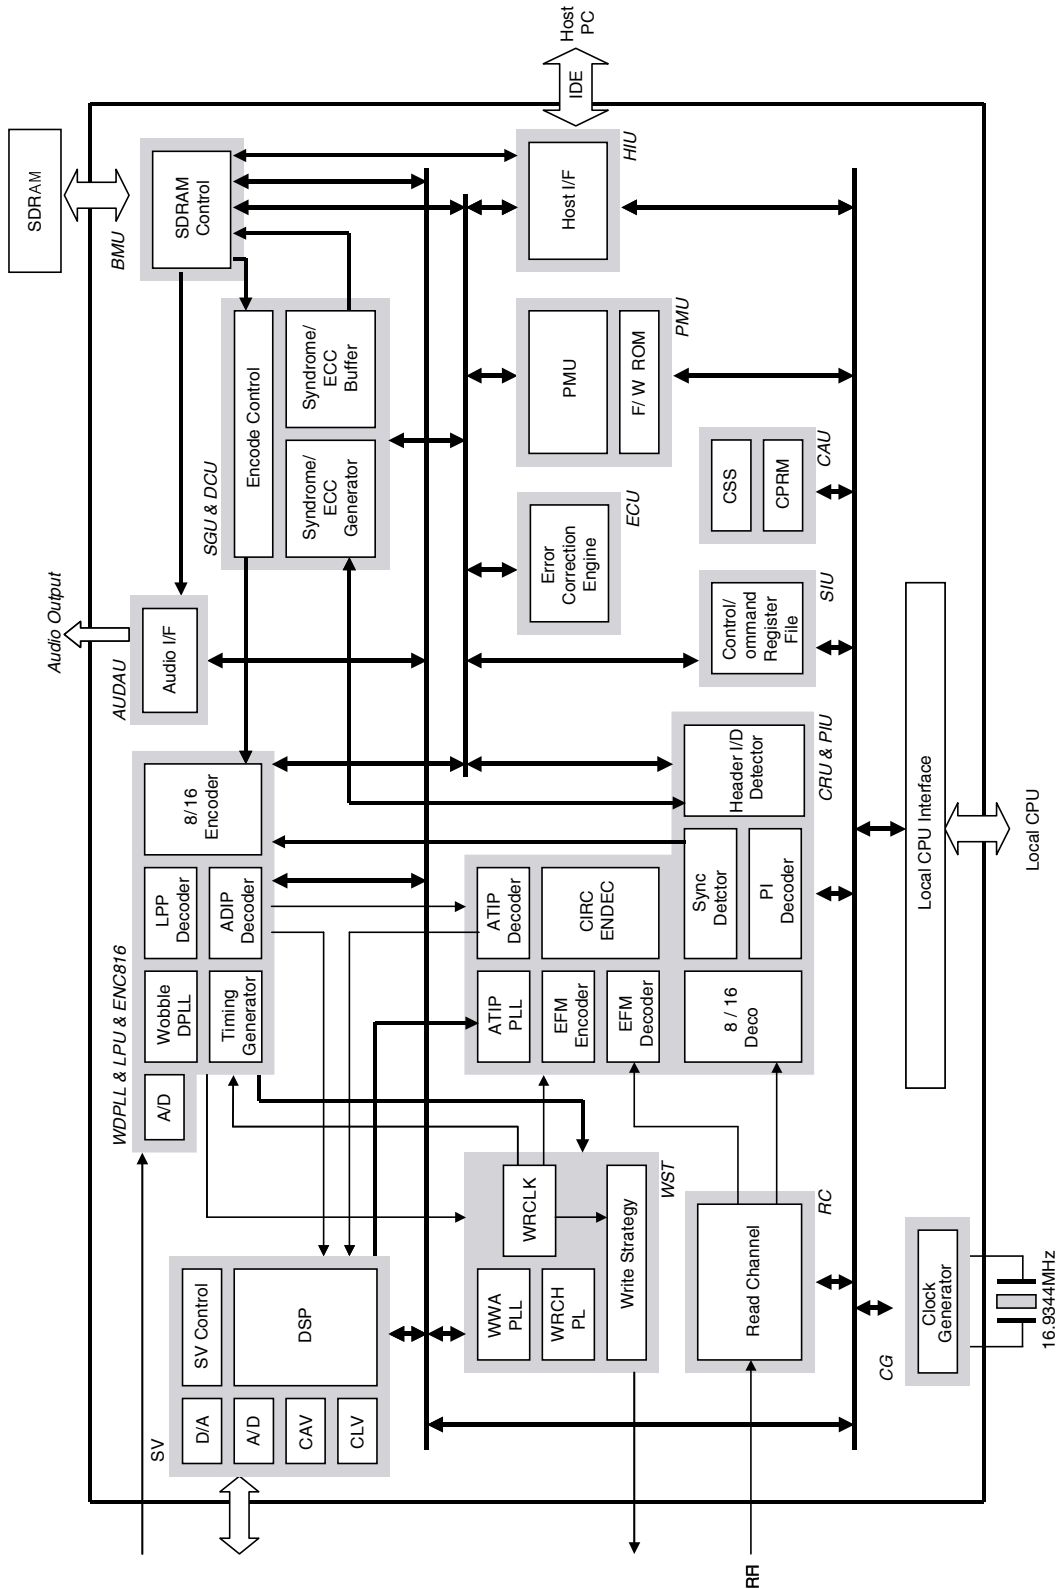 SDRAM
BMU
SDRAM
Control
IDE
Host
PC
Host I/F
HIU
Audio Output
AUDAU
Audio I/F
SGU & DCU
Encode Control
Syndrome/
ECC
Generator
Syndrome/
ECC
Buffer
PMU
F/ W ROM
PMU
Error
Correction
Engine
ECU
CSS
CPRM
CAU
Control/
ommand
Register
File
SIU
WDPLL & LPU & ENC816
A/D
Wobble
DPLL
LPP
Decoder
8/16
Encoder
Timing
Generator
ADIP
Decoder
ATIP
PLL
ATIP
Decoder
EFM
Encoder
CIRC
ENDEC
EFM
Decoder
8 / 16
Deco
Sync
Detctor
PI
Decoder
Header I/D
Detector
CRU & PIU
Local CPU Interface
Local CPU
SV
D/A
SV Control
A/D
DSP
CAV
CLV
WWA
PLL
WRCLK
WRCH
PL
Write Strategy
WST
Read Channel
RC
RFI
CG
Clock
Generator
16.9344MHz